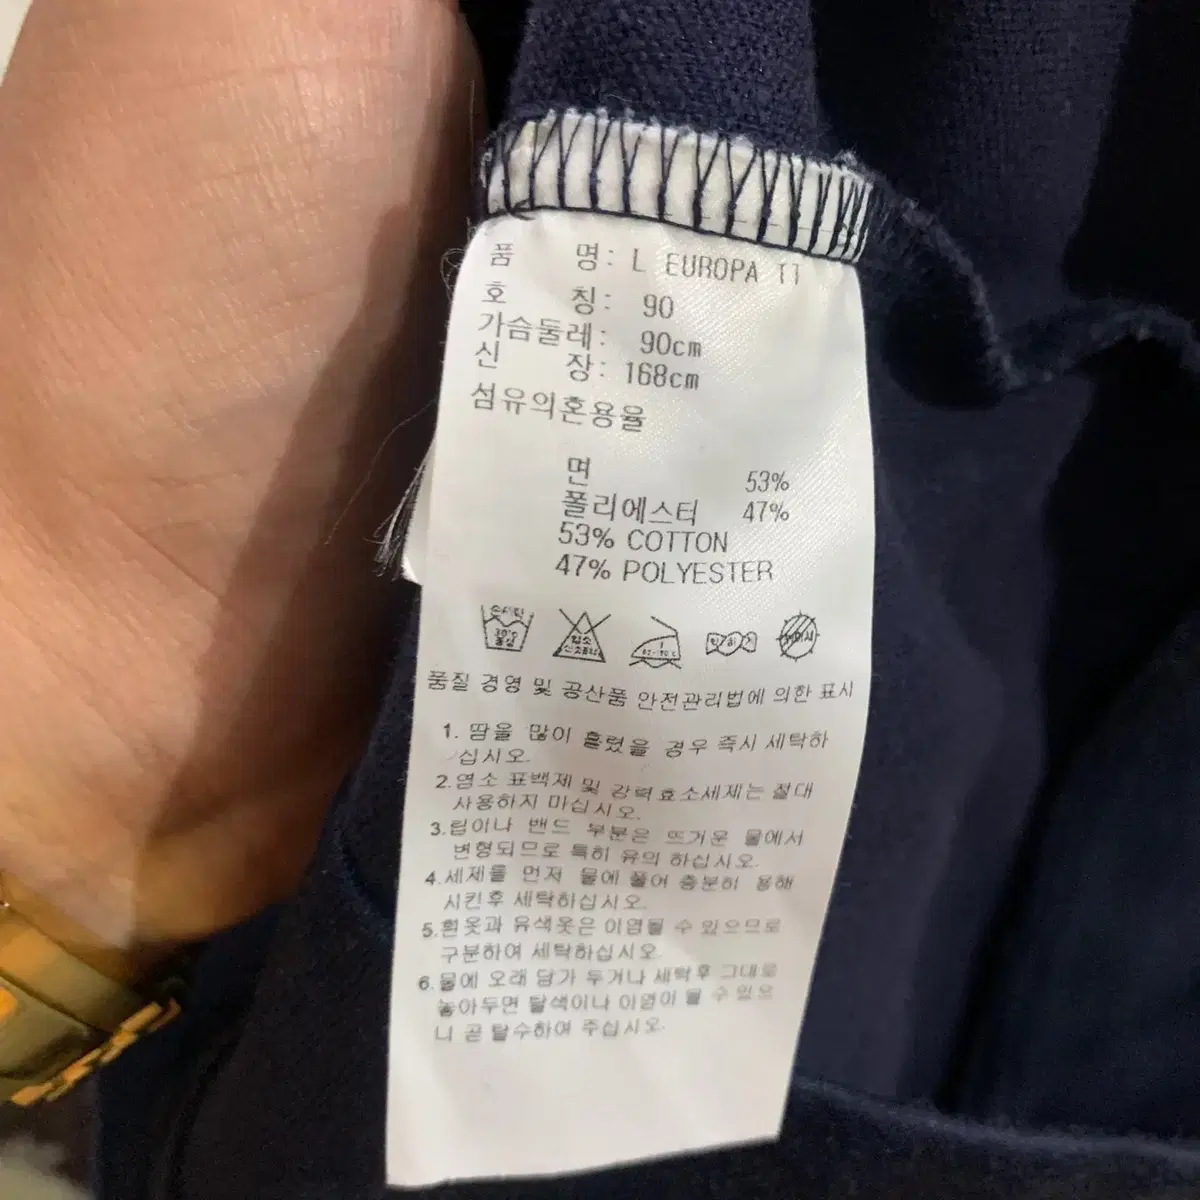 품 명: L EUROPA TT
호 칭: 90
가슴둘레: 90cm
신 장: 168cm
섬유의혼용율
면 53%
폴리에스터 47%
53% COTTON
47% POLYESTER
손세탁
30℃
중성
염소
품질 경영 및 공산품 안전관리법에 의한 표시
1. 땀을 많이 흘렸을 경우 즉시 세탁하
십시오.
2.염소 표백제 및 강력효소세제는 절대
사용하지 마십시오.
3.립이나 밴드 부분은 뜨거운 물에서
변형되므로 특히 유의 하십시오.
4.세제를 먼저 물에 풀어 충분히 용해
시킨후 세탁하십시오.
5.흰옷과 유색옷은 이염될 수 있으므로
구분하여 세탁하십시오.
6.물에 오래 담가 두거나 세탁후 그대로
놓아두면 탈색이나 이염이 될 수 있으
니 곧 탈수하여 주십시오.